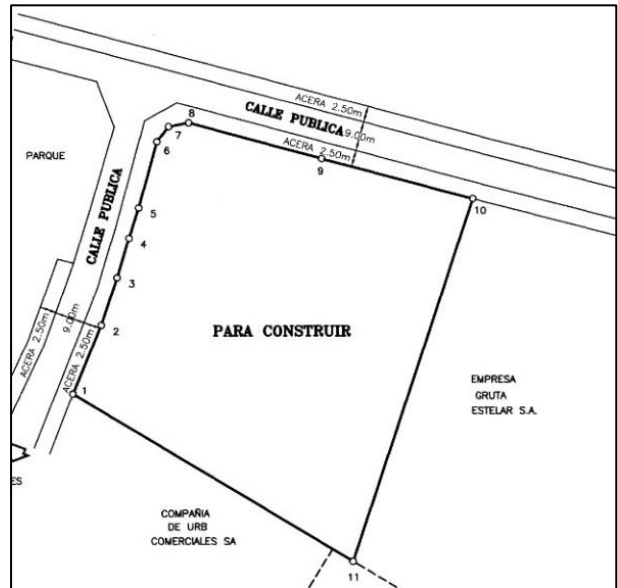 ACERA 2.50m
CALLE PUBLICA
9.00m
ACERA 2.50m
8
7
6
9
10
PARQUE
5
CALLE PUBLICA
4
3
PARA CONSTRUIR
2
9.00m
ACERA 2.50m
ACERA 2.50m
1
EMPRESA
GRUTA
ESTELAR S.A.
ES
COMPAÑIA
DE URB
COMERCIALES SA
11